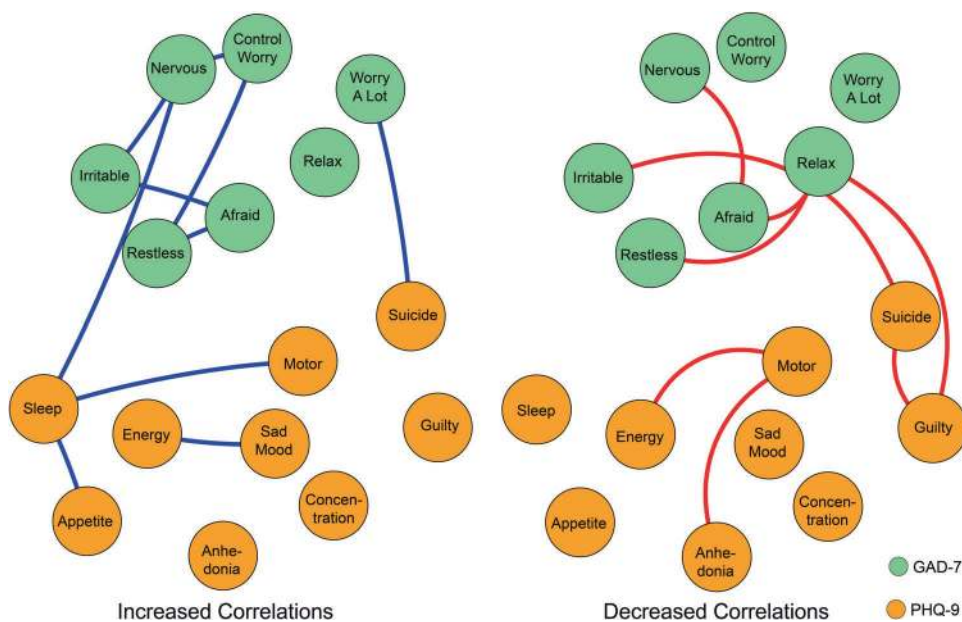 Control
Worry
Nervous
Worry
A Lot
Relax
Irritable
Afraid
Restless
Suicide
Motor
Sleep
Energy
Sad
Mood
Guilty
Concen-
tration
Appetite
Anhe-
donia
Increased Correlations
Control
Worry
Nervous
Worry
A Lot
Relax
Irritable
Afraid
Restless
Suicide
Motor
Sleep
Energy
Sad
Mood
Guilty
Concen-
tration
Appetite
Anhe-
donia
Decreased Correlations
GAD-7
PHQ-9